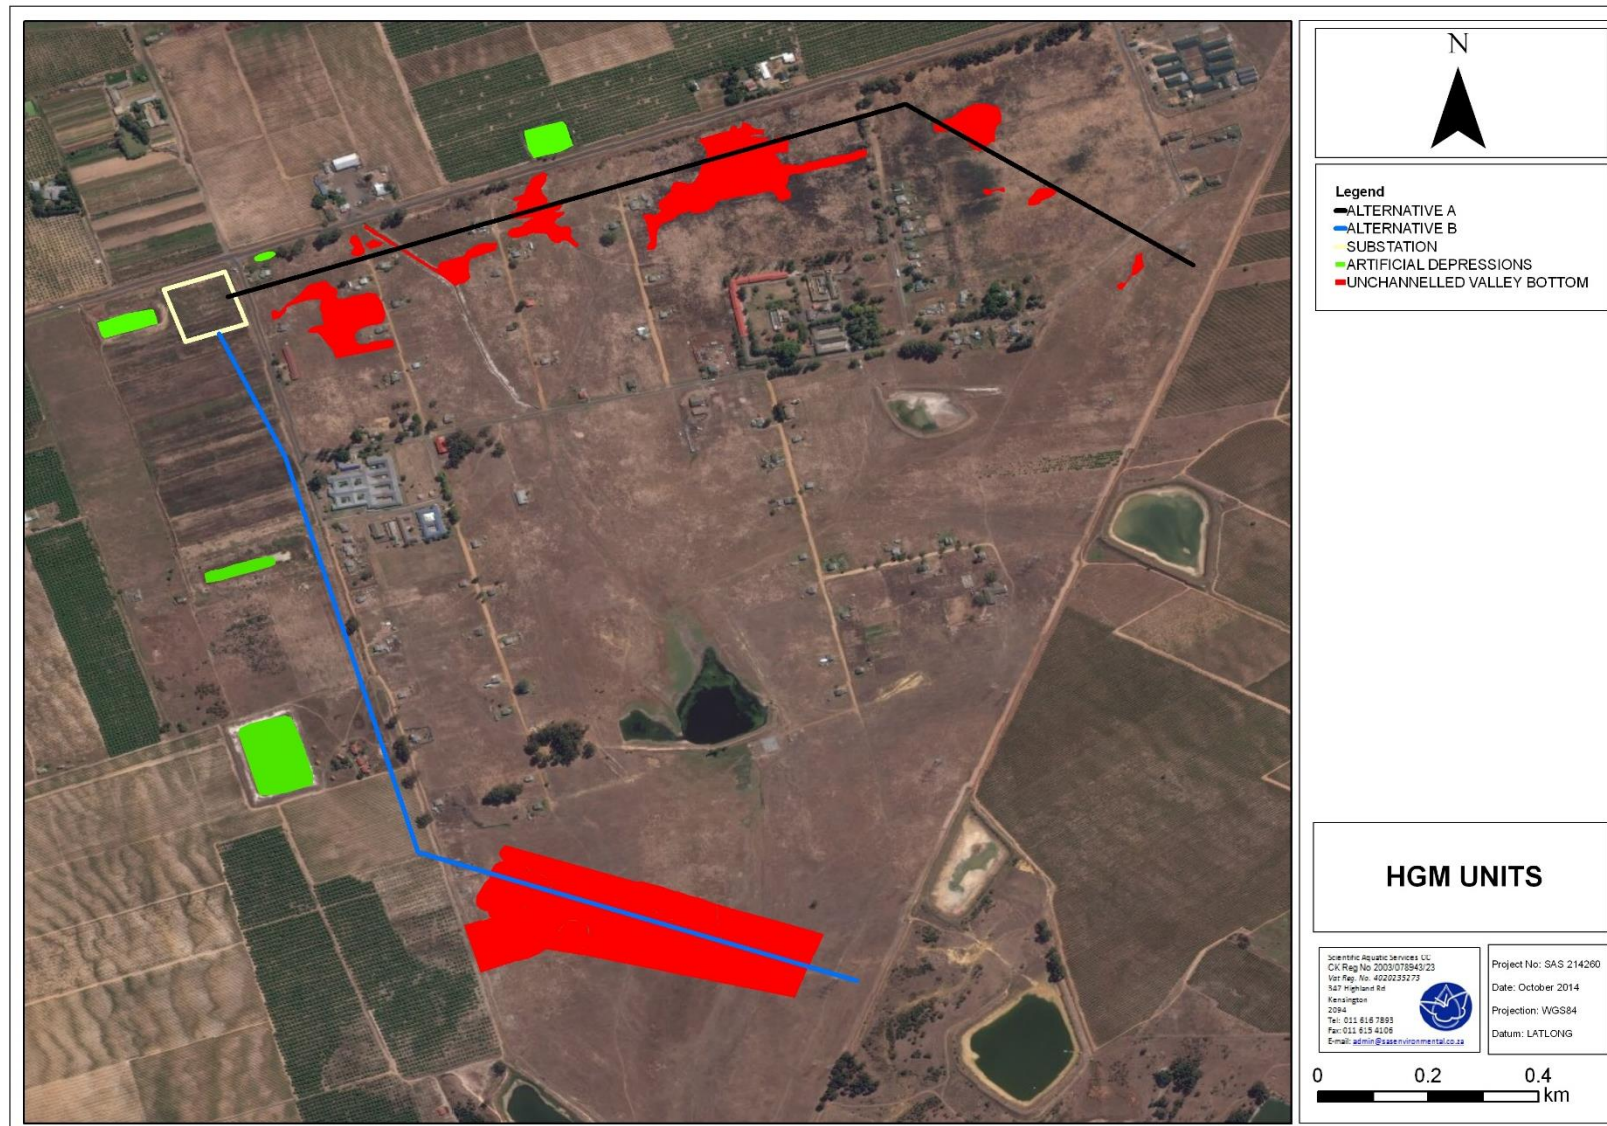 N
Legend
ALTERNATIVE A
ALTERNATIVE B
SUBSTATION
ARTIFICIAL DEPRESSIONS
UNCHANNELLED VALLEY BOTTOM
HGM UNITS
Scientific Aquatic Services CC
CK Reg No 2003/078943/23
Vat Reg. No. 4020235273
347 Highland Rd
Kensington
2094
Tel: 011 616 7893
Fax: 011 615 4106
E-mail: admin@sasenvironmental.co.za
Project No: SAS 214260
Date: October 2014
Projection: WGS84
Datum: LATLONG
0 0.2 0.4
km